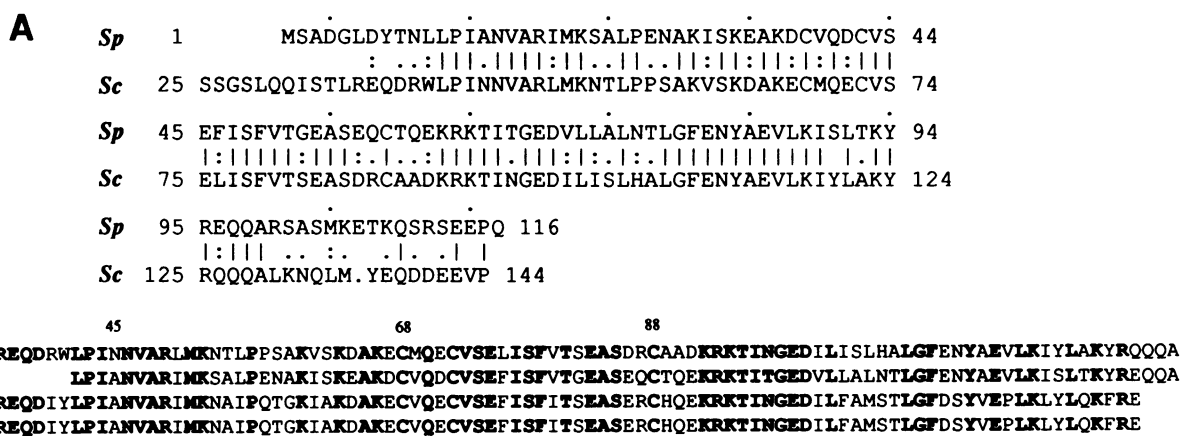 A
Sp 1 MSADGLDYTNLLPIANVARIMKSALPENAKISKEAKDCVQDCVS 44
: ..:|||.||||:||..||..||:||:||:|:|:|||
Sc 25 SSGSLQQISTLREQDRWLPINNVARLMKNTLPPSAKVSKDAKECMQECVS 74
Sp 45 EFISFVTGEASEQCTQEKRKTITGEDVLLALNTLGFENYAEVLKISLTKY 94
|:|||||:|||:.|..:|||||.|||:|:.|:.|||||||||||| |.||
Sc 75 ELISFVTSEASDRCAADKRKTINGEDILISLHALGFENYAEVLKIYLAKY 124
Sp 95 REQQARSASMKETKQSRSEEPQ 116
|:||| .. :. .|. .| |
Sc 125 RQQQALKNQLM.YEQDDEEVP 144
45 68 88
REQDRWLPINNVARLMKNTLPPSAKVSKDAKECMQECVSELISFVTSEASDRCAADKRKTINGEDILISLHALGFENYAEVLKIYLAKYRQQQA
LPIANVARIMKSALPENAKISKEAKDCVQDCVSEFISFVTGEASEQCTQEKRKTITGEDVLLALNTLGFENYAEVLKISLTKYREQQA
REQDIYLPIANVARIMKNAIPQTGKIAKDAKECVQECVSEFISFITSEASERCHQEKRKTINGEDILFAMSTLGFDSYVEPLKLYLQKFRE
REQDIYLPIANVARIMKNAIPQTGKIAKDAKECVQECVSEFISFITSEASERCHQEKRKTINGEDILFAMSTLGFDSYVEPLKLYLQKFRE